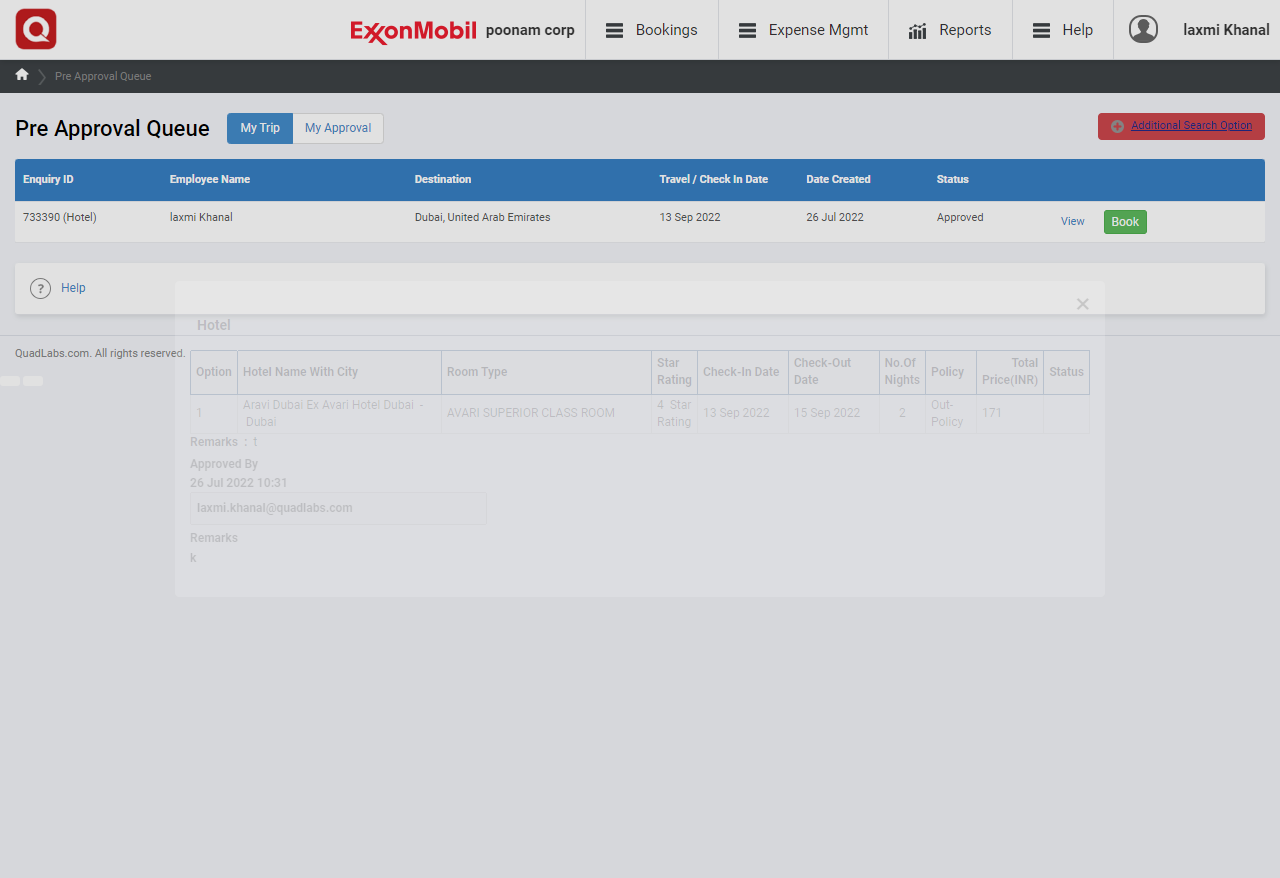 ExxonMobil poonam corp Bookings Expense Mgmt Reports Help laxmi Khanal
Pre Approval Queue
Pre Approval Queue My Trip My Approval Additional Search Option
Enquiry ID Employee Name Destination Travel / Check In Date Date Created Status
733390 (Hotel) laxmi Khanal Dubai, United Arab Emirates 13 Sep 2022 26 Jul 2022 Approved View Book
? Help
×
Hotel
QuadLabs.com. All rights reserved.
Option Hotel Name With City Room Type Star Rating Check-In Date Check-Out Date No.Of Nights Policy Total Price(INR) Status
1 Aravi Dubai Ex Avari Hotel Dubai - Dubai AVARI SUPERIOR CLASS ROOM 4 Star Rating 13 Sep 2022 15 Sep 2022 2 Out-Policy 171
Remarks : t
Approved By
26 Jul 2022 10:31
laxmi.khanal@quadlabs.com
Remarks
k